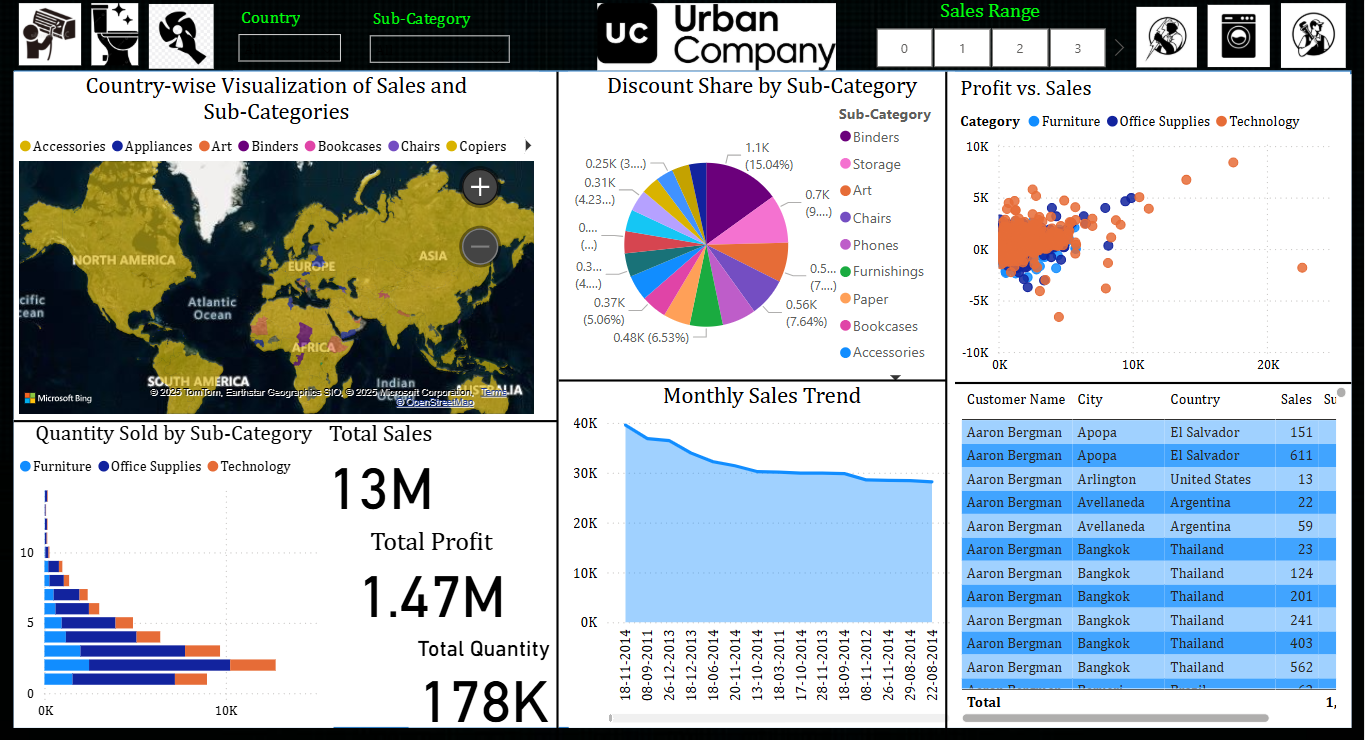 Country
Sub-Category
UC Urban
Company
Sales Range
0 1 2 3
Country-wise Visualization of Sales and
Sub-Categories
Accessories Appliances Art Binders Bookcases Chairs Copiers
NORTH AMERICA
EUROPE
ASIA
Atlantic
Ocean
AFRICA
SOUTH AMERICA
Indian
Microsoft Bing
© 2025 TomTom, Earthstar Geographics SIO, © 2025 Microsoft Corporation, Terms
© OpenStreetMap
Quantity Sold by Sub-Category
Furniture Office Supplies Technology
10
5
0
0K 10K
Total Sales
13M
Total Profit
1.47M
Total Quantity
178K
Discount Share by Sub-Category
Sub-Category
Binders
Storage
Art
Chairs
Phones
Furnishings
Paper
Bookcases
Accessories
1.1K
(15.04%)
0.7K
(9....)
0.5...
(7....)
0.56K
(7.64%)
0.48K (6.53%)
0.37K
(5.06%)
0.3...
(4....)
0....
(...)
0.31K
(4.23...)
0.25K (3....)
Monthly Sales Trend
40K
30K
20K
10K
0K
18-11-2014
08-09-2011
26-12-2013
18-12-2013
18-06-2014
20-11-2014
13-10-2014
18-03-2011
17-10-2014
28-11-2013
18-09-2014
08-11-2012
26-11-2014
29-08-2014
22-08-2014
Profit vs. Sales
Category Furniture Office Supplies Technology
10K
5K
0K
-5K
-10K
0K 10K 20K
Customer Name City Country Sales Su
Aaron Bergman Apopa El Salvador 151
Aaron Bergman Apopa El Salvador 611
Aaron Bergman Arlington United States 13
Aaron Bergman Avellaneda Argentina 22
Aaron Bergman Avellaneda Argentina 59
Aaron Bergman Bangkok Thailand 23
Aaron Bergman Bangkok Thailand 124
Aaron Bergman Bangkok Thailand 201
Aaron Bergman Bangkok Thailand 241
Aaron Bergman Bangkok Thailand 403
Aaron Bergman Bangkok Thailand 562
Total 1,